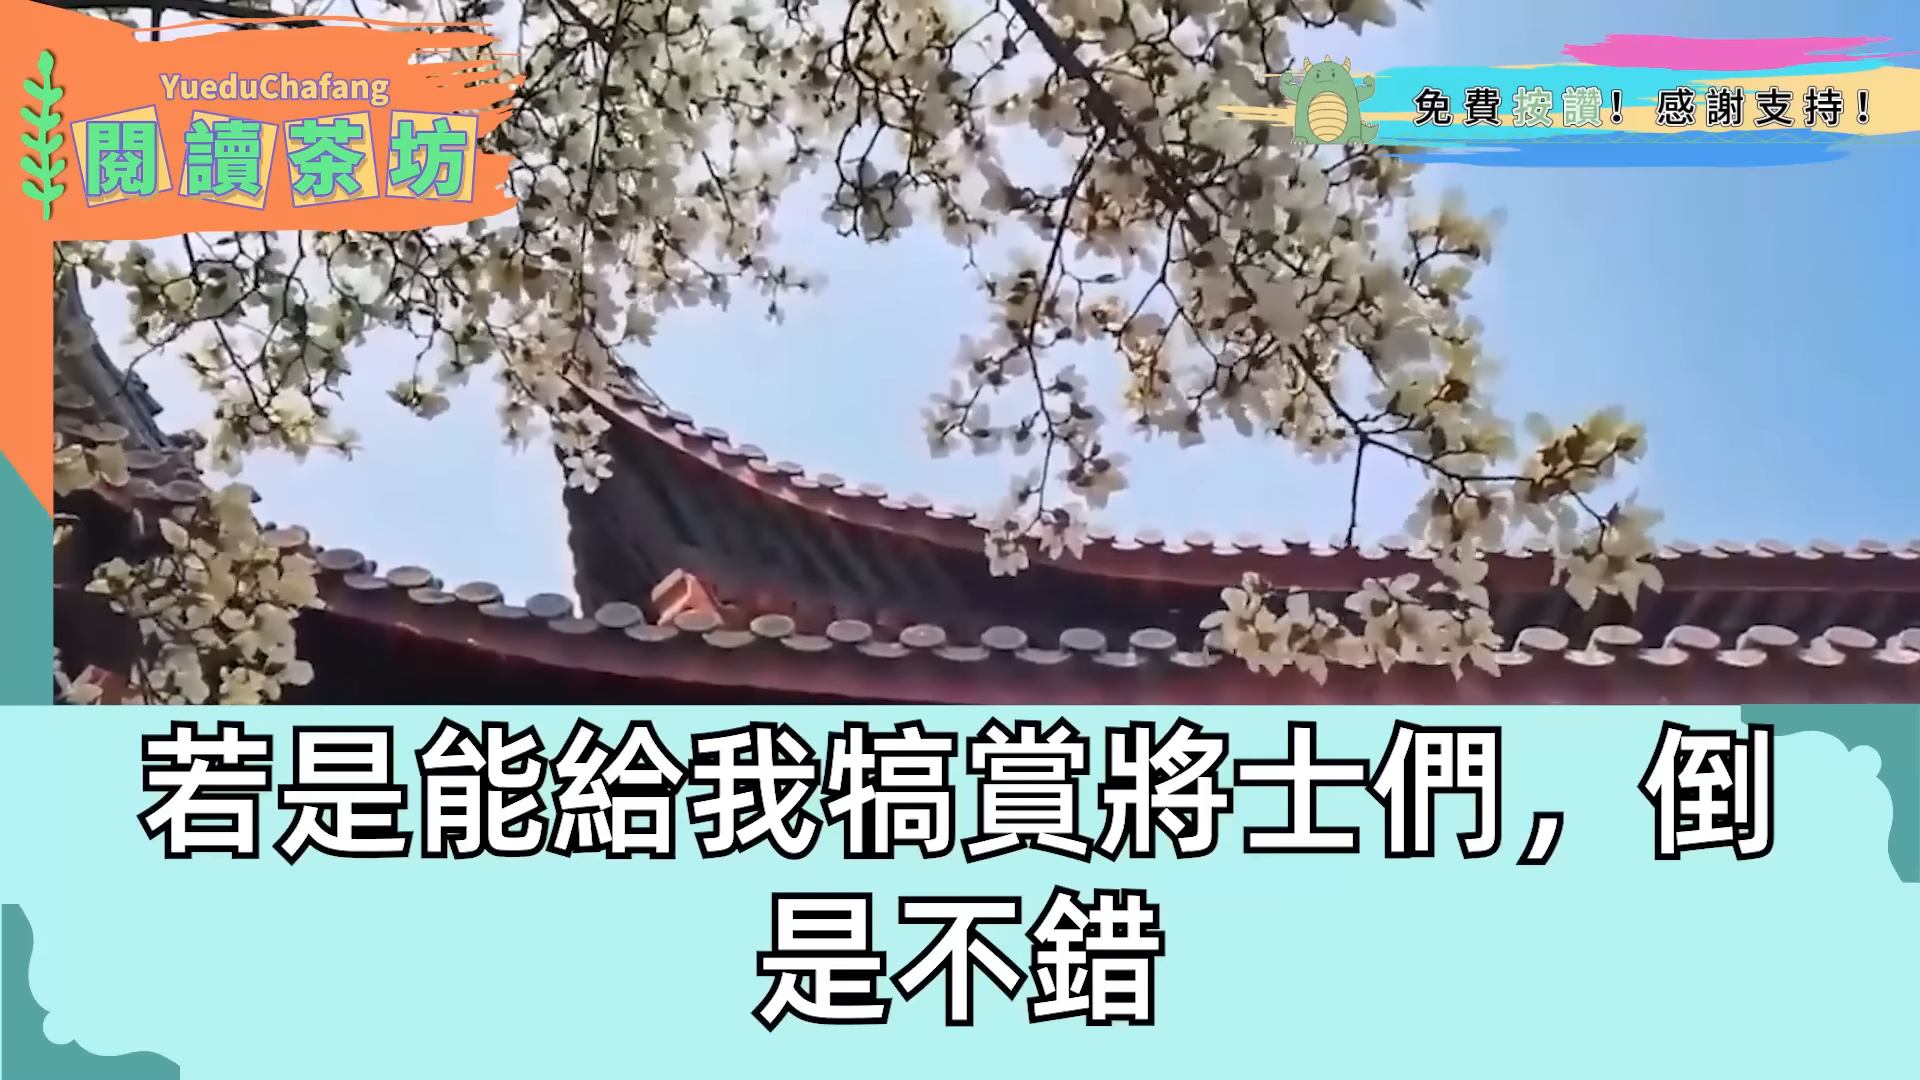 YueduChafang
閱讀茶坊
免費按讚！感謝支持！
若是能給我犒賞將士們，倒
是不錯